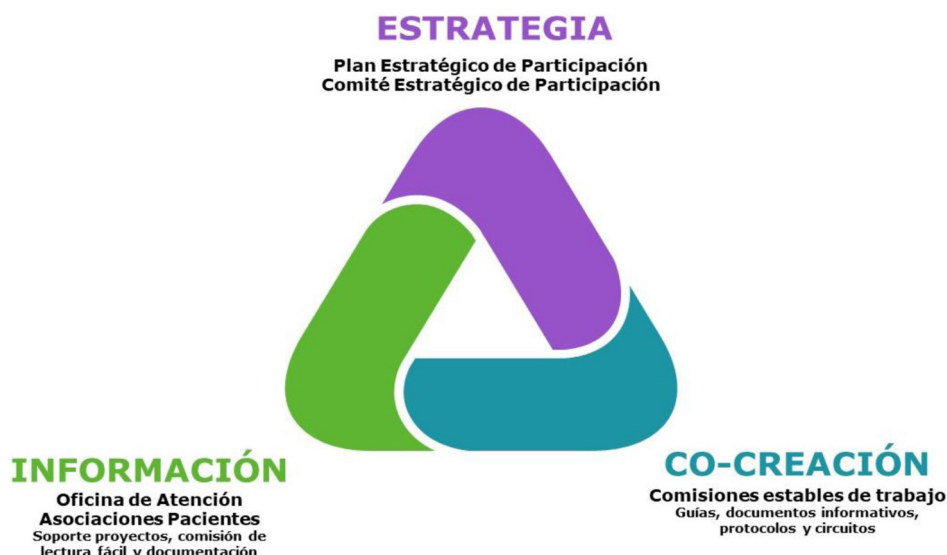 ESTRATEGIA
Plan Estratégico de Participación
Comité Estratégico de Participación
INFORMACIÓN
Oficina de Atención
Asociaciones Pacientes
Soporte proyectos, comisión de
lectura fácil y documentación
CO-CREACIÓN
Comisiones estables de trabajo
Guías, documentos informativos,
protocolos y circuitos